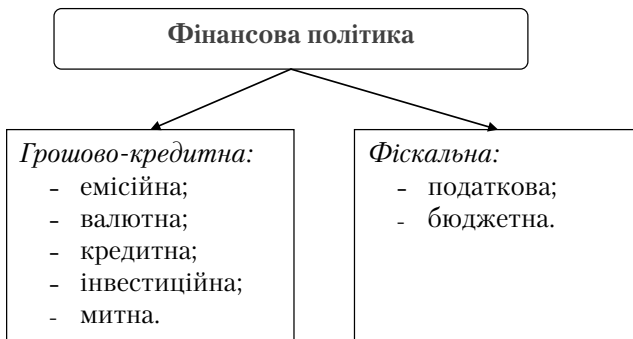 Фінансова політика
Грошово-кредитна:
- емісійна;
- валютна;
- кредитна;
- інвестиційна;
- митна.
Фіскальна:
- податкова;
- бюджетна.